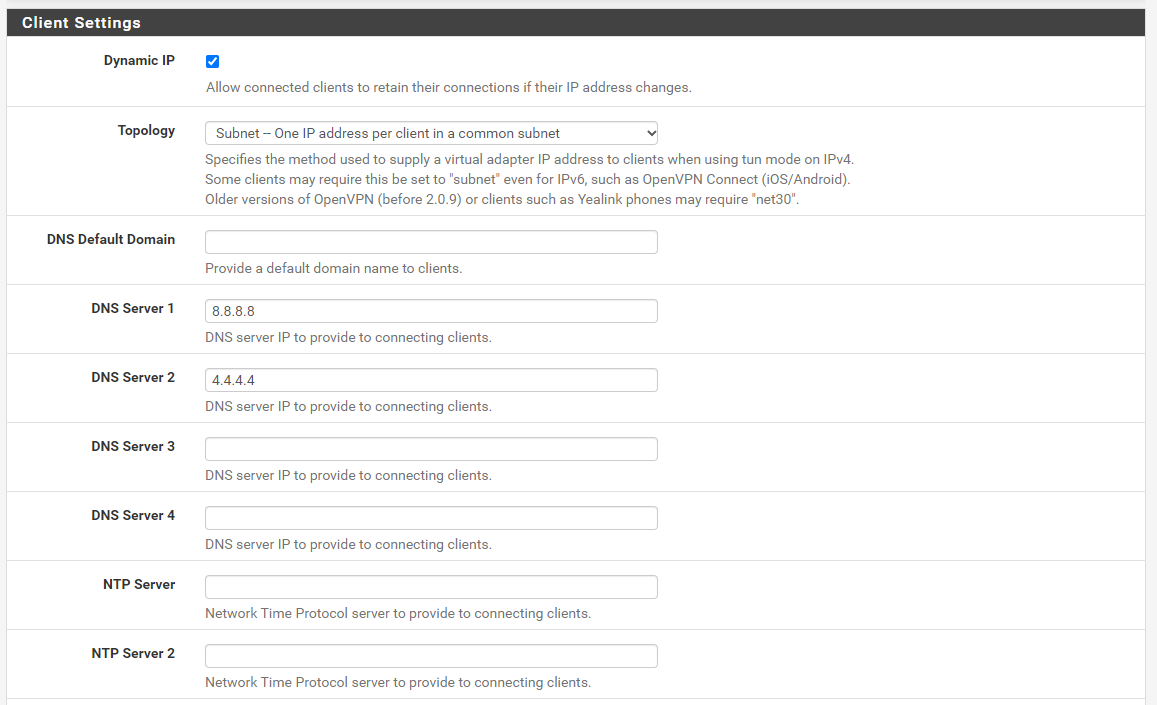 Client Settings
Dynamic IP
Allow connected clients to retain their connections if their IP address changes.
Topology
Subnet -- One IP address per client in a common subnet
Specifies the method used to supply a virtual adapter IP address to clients when using tun mode on IPv4.
Some clients may require this be set to "subnet" even for IPv6, such as OpenVPN Connect (iOS/Android).
Older versions of OpenVPN (before 2.0.9) or clients such as Yealink phones may require "net30".
DNS Default Domain
Provide a default domain name to clients.
DNS Server 1
8.8.8.8
DNS server IP to provide to connecting clients.
DNS Server 2
4.4.4.4
DNS server IP to provide to connecting clients.
DNS Server 3
DNS server IP to provide to connecting clients.
DNS Server 4
DNS server IP to provide to connecting clients.
NTP Server
Network Time Protocol server to provide to connecting clients.
NTP Server 2
Network Time Protocol server to provide to connecting clients.